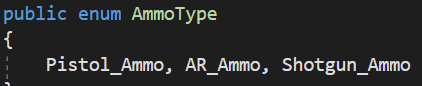 public enum AmmoType
{
Pistol_Ammo, AR_Ammo, Shotgun_Ammo
}